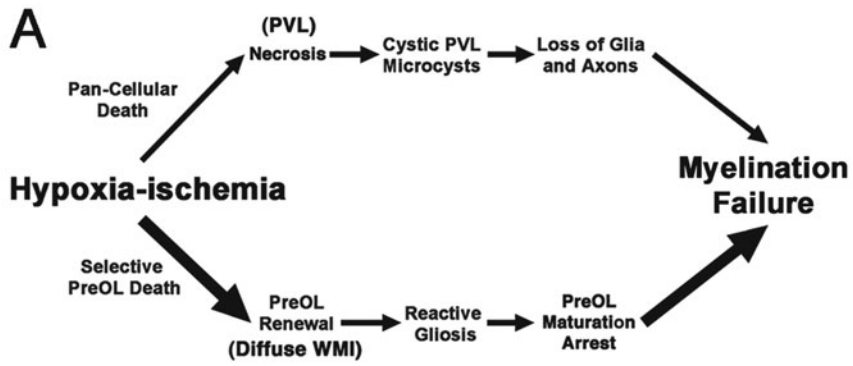 A
(PVL)
Necrosis
Cystic PVL
Microcysts
Loss of Glia
and Axons
Pan-Cellular
Death
Hypoxia-ischemia
Myelination
Failure
Selective
PreOL Death
PreOL
Renewal
(Diffuse WMI)
Reactive
Gliosis
PreOL
Maturation
Arrest